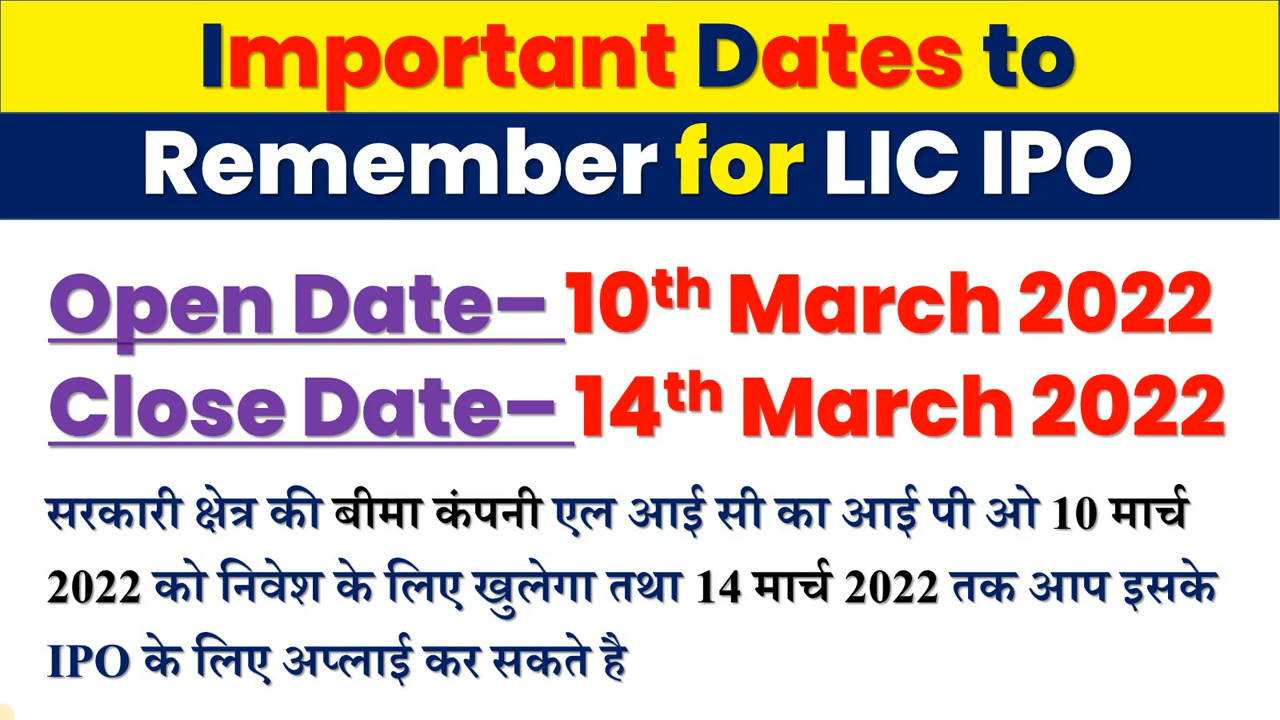 Important Dates to
Remember for LIC IPO
Open Date– 10th March 2022
Close Date– 14th March 2022
सरकारी क्षेत्र की बीमा कंपनी एल आई सी का आई पी ओ 10 मार्च
2022 को निवेश के लिए खुलेगा तथा 14 मार्च 2022 तक आप इसके
IPO के लिए अप्लाई कर सकते है